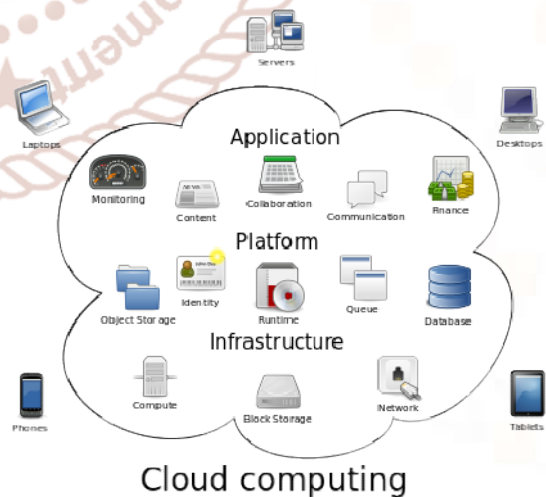 Servers
Laptops
Desktops
Application
Monitoring
Content
Collaboration
Communication
Finance
Platform
Object Storage
Identity
Runtime
Queue
Database
Infrastructure
Compute
Block Storage
Network
Phones
Tablets
Cloud computing